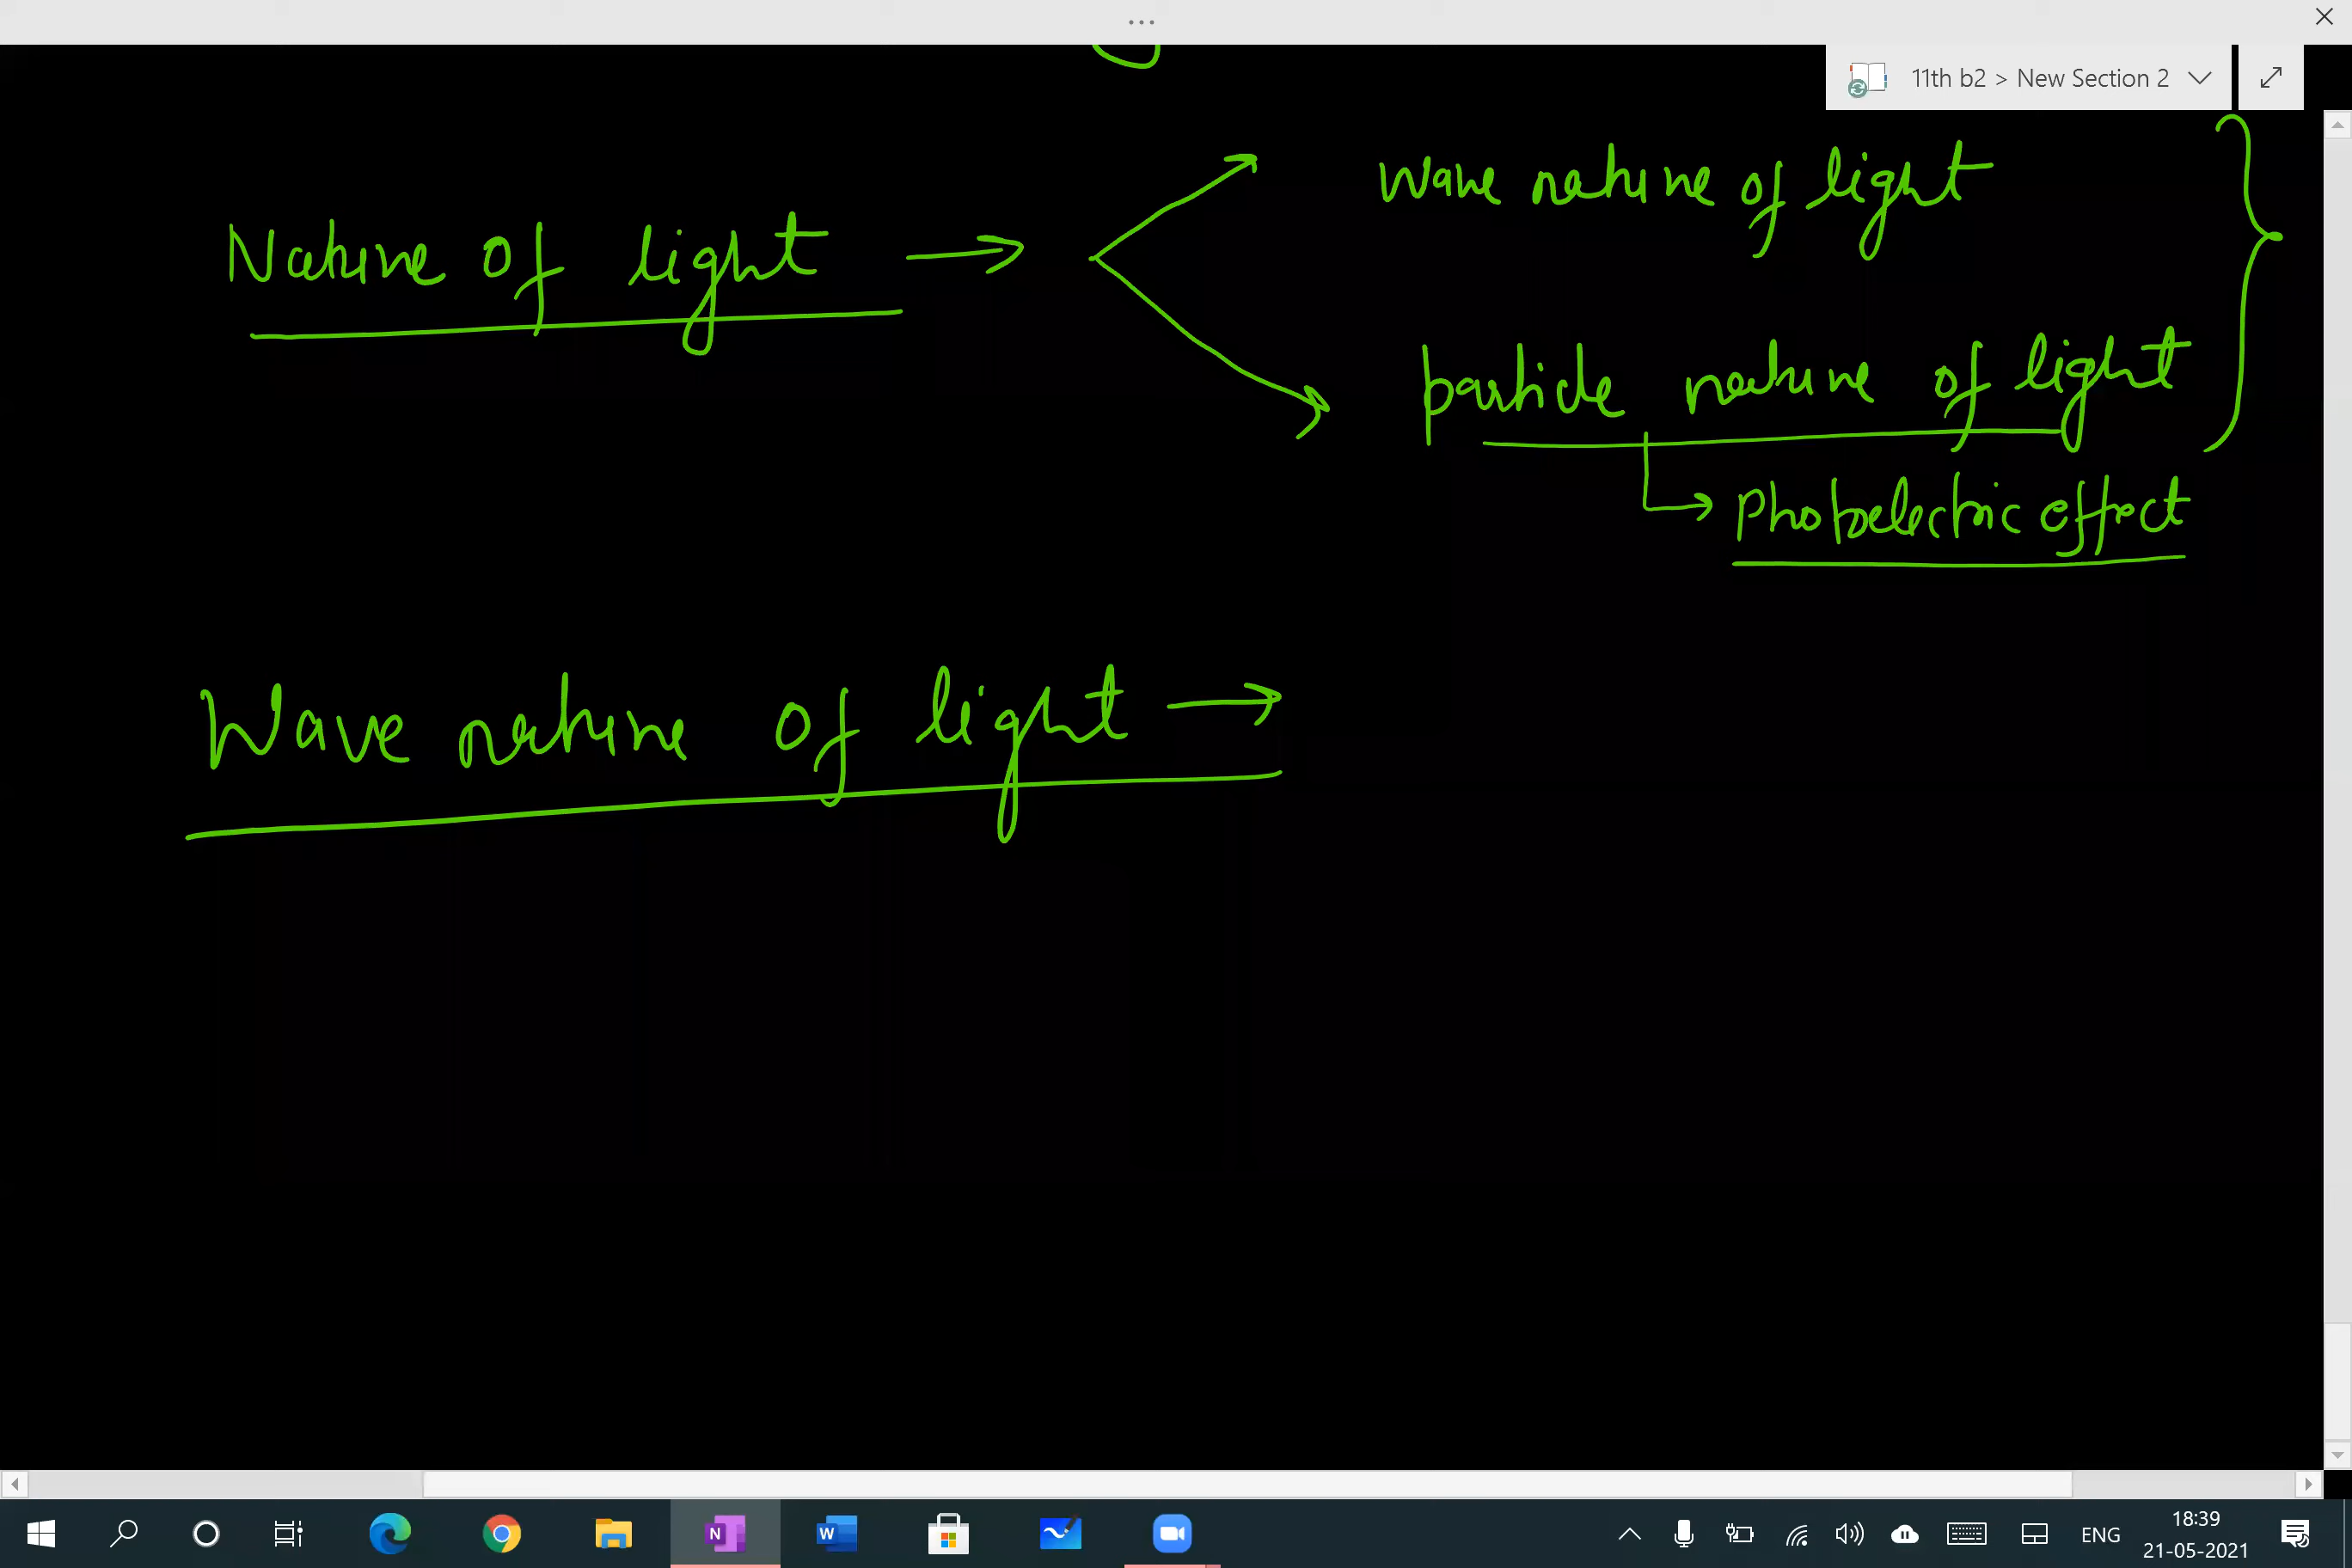 11th b2 > New Section 2
Nature of light →
Wave nature of light
particle nature of light
Photoelectric effect
Wave nature of light →
ENG
18:39
21-05-2021